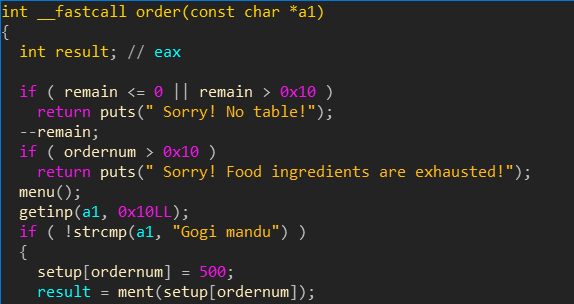 int __fastcall order(const char *a1)
{
  int result; // eax
  if ( remain <= 0 || remain > 0x10 )
    return puts(" Sorry! No table!");
  --remain;
  if ( ordernum > 0x10 )
    return puts(" Sorry! Food ingredients are exhausted!");
  menu();
  getinp(a1, 0x10LL);
  if ( !strcmp(a1, "Gogi mandu") )
  {
    setup[ordernum] = 500;
    result = ment(setup[ordernum]);